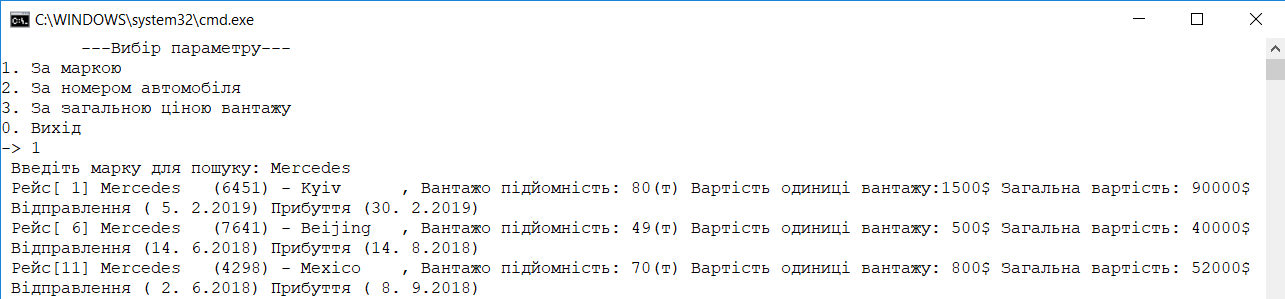 C:\WINDOWS\system32\cmd.exe
---Вибір параметру---
1. За маркою
2. За номером автомобіля
3. За загальною ціною вантажу
0. Вихід
-> 1
Введіть марку для пошуку: Mercedes
Рейс[ 1] Mercedes   (6451) - Kyiv      , Вантажо підйомність: 80(т) Вартість одиниці вантажу:1500$ Загальна вартість: 90000$
Відправлення ( 5. 2.2019) Прибуття (30. 2.2019)
Рейс[ 6] Mercedes   (7641) - Beijing   , Вантажо підйомність: 49(т) Вартість одиниці вантажу: 500$ Загальна вартість: 40000$
Відправлення (14. 6.2018) Прибуття (14. 8.2018)
Рейс[11] Mercedes   (4298) - Mexico    , Вантажо підйомність: 70(т) Вартість одиниці вантажу: 800$ Загальна вартість: 52000$
Відправлення ( 2. 6.2018) Прибуття ( 8. 9.2018)